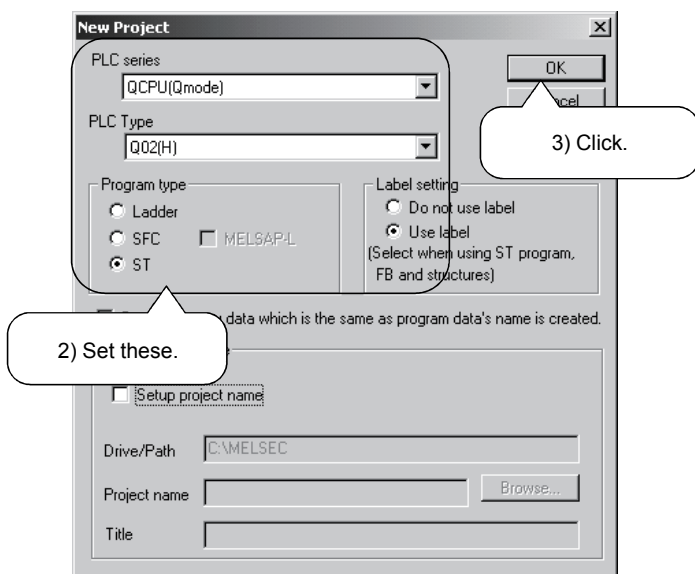 New Project
PLC series
QCPU(Qmode)
OK
PLC Type
3) Click.
Q02(H)
Program type
Label setting
Ladder
Do not use label
SFC
MELSAP-L
Use label
ST
(Select when using ST program,
FB and structures)
data which is the same as program data's name is created.
2) Set these.
Setup project name
Drive/Path
C:\MELSEC
Project name
Browse...
Title